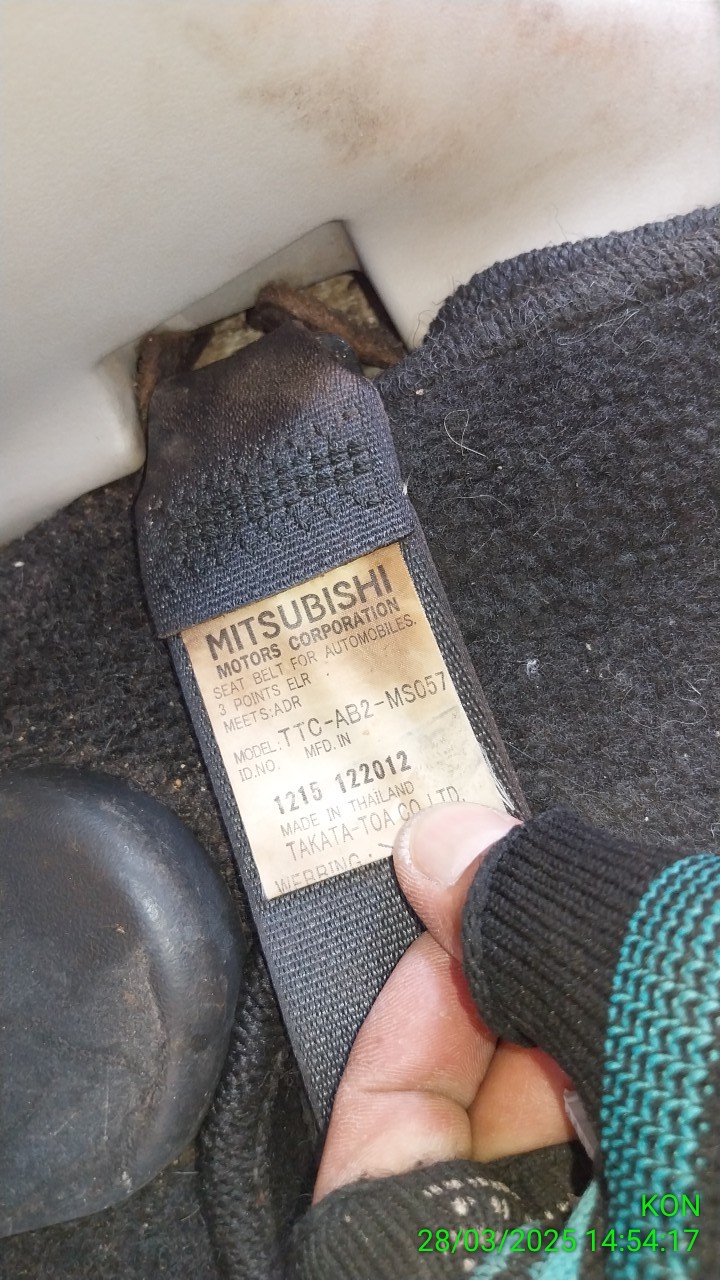 MITSUBISHI
MOTORS CORPORATION
SEAT BELT FOR AUTOMOBILES.
3 POINTS ELR
MEETS:ADR
MODEL:TTC-AB2-MS057
ID.NO. MFD.IN
1215 122012
MADE IN THAILAND
TAKATA-TOA CO.,LTD.
WEBBING:
KON
28/03/2025 14:54:17